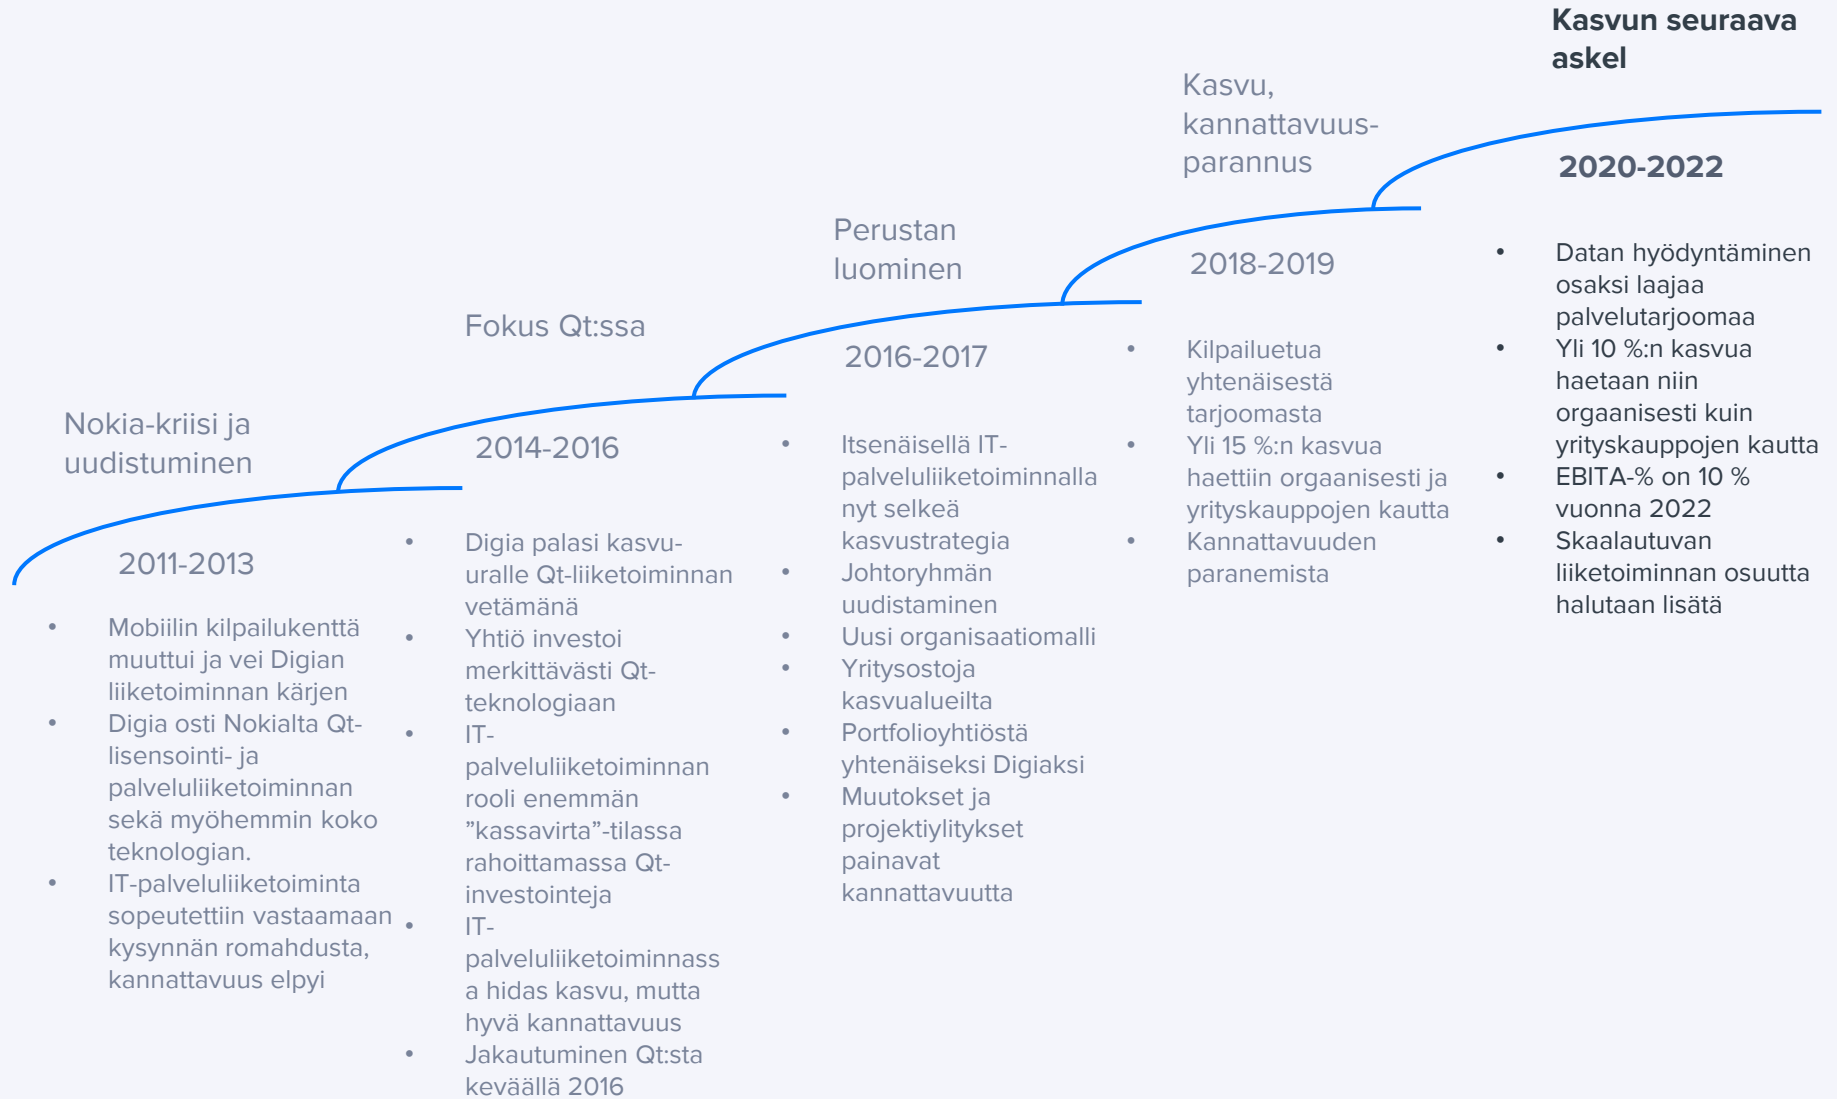 Nokia-kriisi ja
uudistuminen
2011-2013
• Mobiilin kilpailukenttä
muuttui ja vei Digian
liiketoiminnan kärjen
• Digia osti Nokialta Qt-
lisensointi- ja
palveluliiketoiminnan
sekä myöhemmin koko
teknologian.
• IT-palveluliiketoiminta
sopeutettiin vastaamaan
kysynnän romahdusta,
kannattavuus elpyi
Fokus Qt:ssa
2014-2016
• Digia palasi kasvu-
uralle Qt-liiketoiminnan
vetämänä
• Yhtiö investoi
merkittävästi Qt-
teknologiaan
• IT-
palveluliiketoiminnan
rooli enemmän
”kassavirta”-tilassa
rahoittamassa Qt-
investointeja
• IT-
palveluliiketoiminnass
a hidas kasvu, mutta
hyvä kannattavuus
• Jakautuminen Qt:sta
keväällä 2016
Perustan
luominen
2016-2017
• Itsenäisellä IT-
palveluliiketoiminnalla
nyt selkeä
kasvustrategia
• Johtoryhmän
uudistaminen
• Uusi organisaatiomalli
• Yritysostoja
kasvualueilta
• Portfolioyhtiöstä
yhtenäiseksi Digiaksi
• Muutokset ja
projektiylitykset
painavat
kannattavuutta
Kasvu,
kannattavuus-
parannus
2018-2019
• Kilpailuetua
yhtenäisestä
tarjoomasta
• Yli 15 %:n kasvua
haettiin orgaanisesti ja
yrityskauppojen kautta
• Kannattavuuden
paranemista
Kasvun seuraava
askel
2020-2022
• Datan hyödyntäminen
osaksi laajaa
palvelutarjoomaa
• Yli 10 %:n kasvua
haetaan niin
orgaanisesti kuin
yrityskauppojen kautta
• EBITA-% on 10 %
vuonna 2022
• Skaalautuvan
liiketoiminnan osuutta
halutaan lisätä